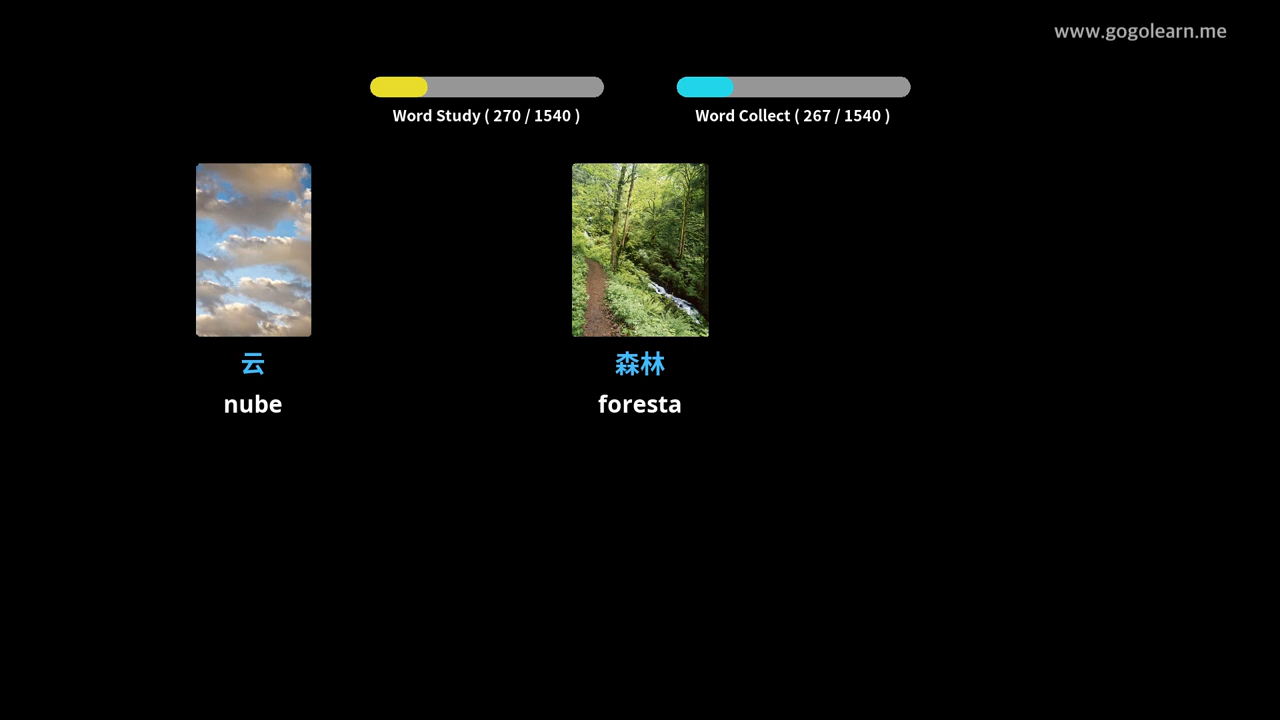 www.gogolearn.me
Word Study ( 270 / 1540 )
Word Collect ( 267 / 1540 )
云
nube
森林
foresta